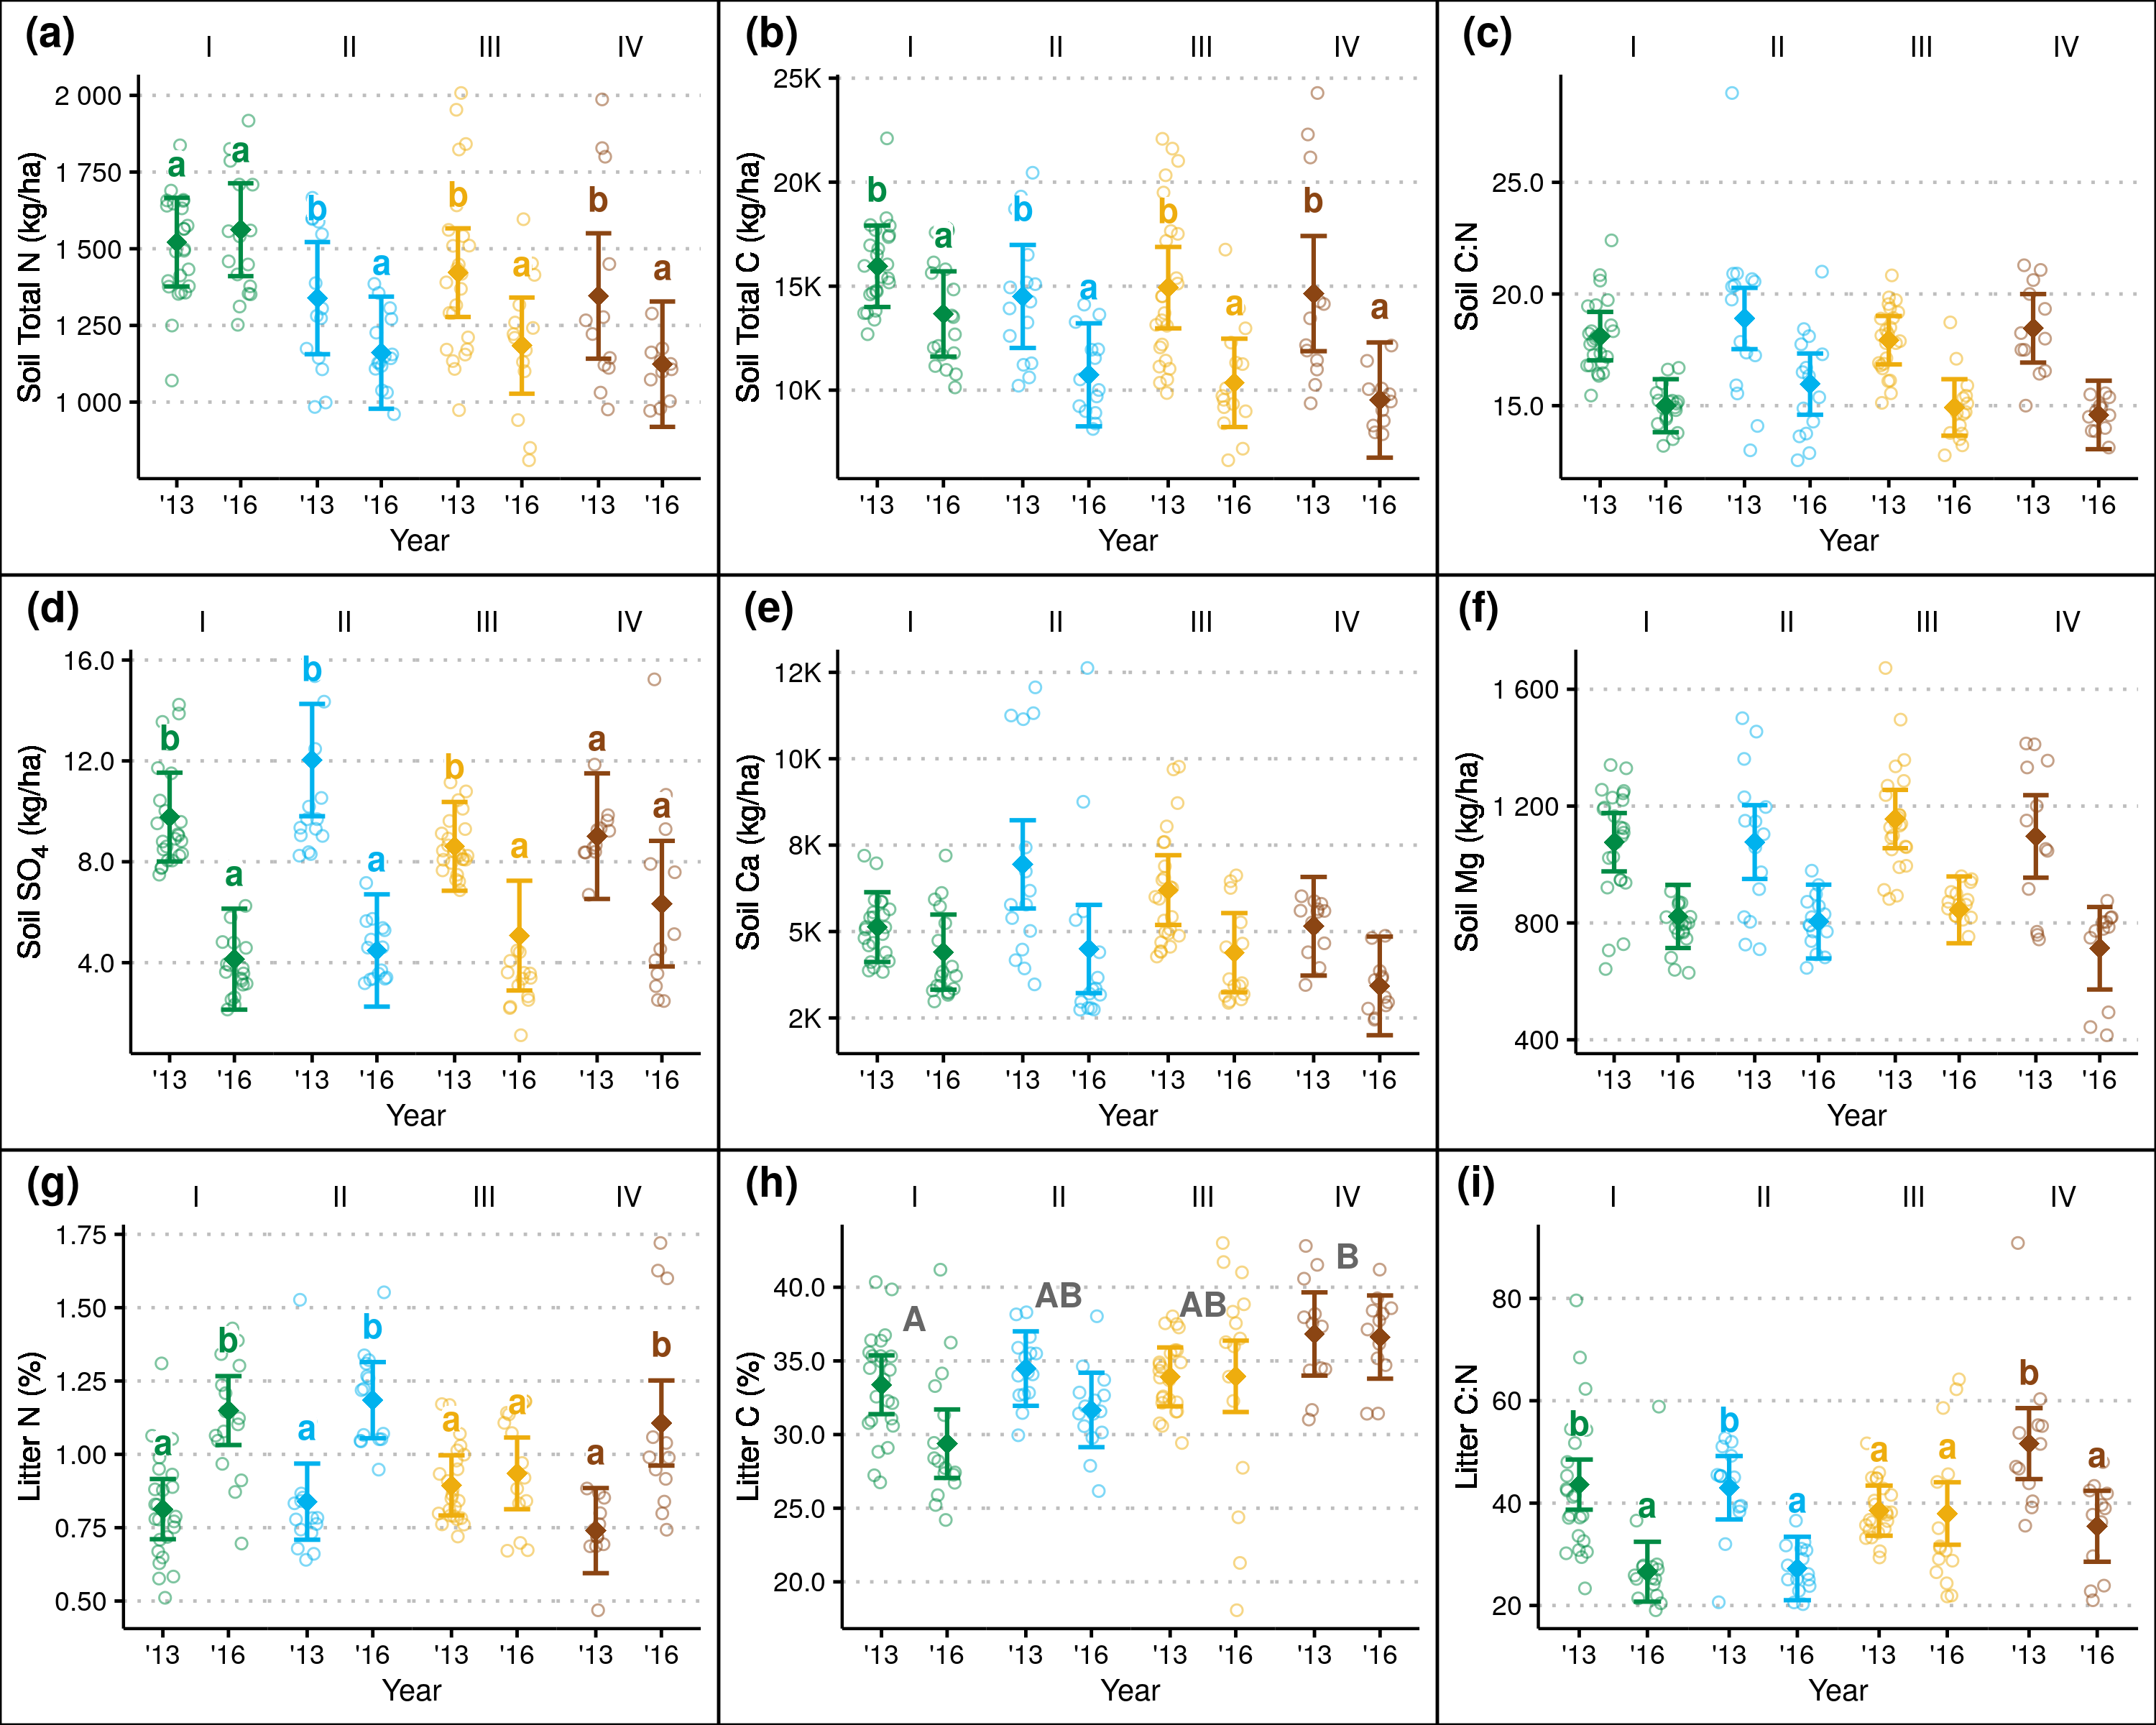 (a)
I II III IV
Soil Total N (kg/ha)
2 000
1 750
1 500
1 250
1 000
a a b a b a b a
'13 '16 '13 '16 '13 '16 '13 '16
Year
(b)
I II III IV
Soil Total C (kg/ha)
25K
20K
15K
10K
b a b a b a b a
'13 '16 '13 '16 '13 '16 '13 '16
Year
(c)
I II III IV
Soil C:N
25.0
20.0
15.0
'13 '16 '13 '16 '13 '16 '13 '16
Year
(d)
I II III IV
Soil SO4 (kg/ha)
16.0
12.0
8.0
4.0
b a b a b a a a
'13 '16 '13 '16 '13 '16 '13 '16
Year
(e)
I II III IV
Soil Ca (kg/ha)
12K
10K
8K
5K
2K
'13 '16 '13 '16 '13 '16 '13 '16
Year
(f)
I II III IV
Soil Mg (kg/ha)
1 600
1 200
800
400
'13 '16 '13 '16 '13 '16 '13 '16
Year
(g)
I II III IV
Litter N (%)
1.75
1.50
1.25
1.00
0.75
0.50
a b a b a a a b
'13 '16 '13 '16 '13 '16 '13 '16
Year
(h)
I II III IV
Litter C (%)
40.0
35.0
30.0
25.0
20.0
A AB AB B
'13 '16 '13 '16 '13 '16 '13 '16
Year
(i)
I II III IV
Litter C:N
80
60
40
20
b a b a a a b a
'13 '16 '13 '16 '13 '16 '13 '16
Year